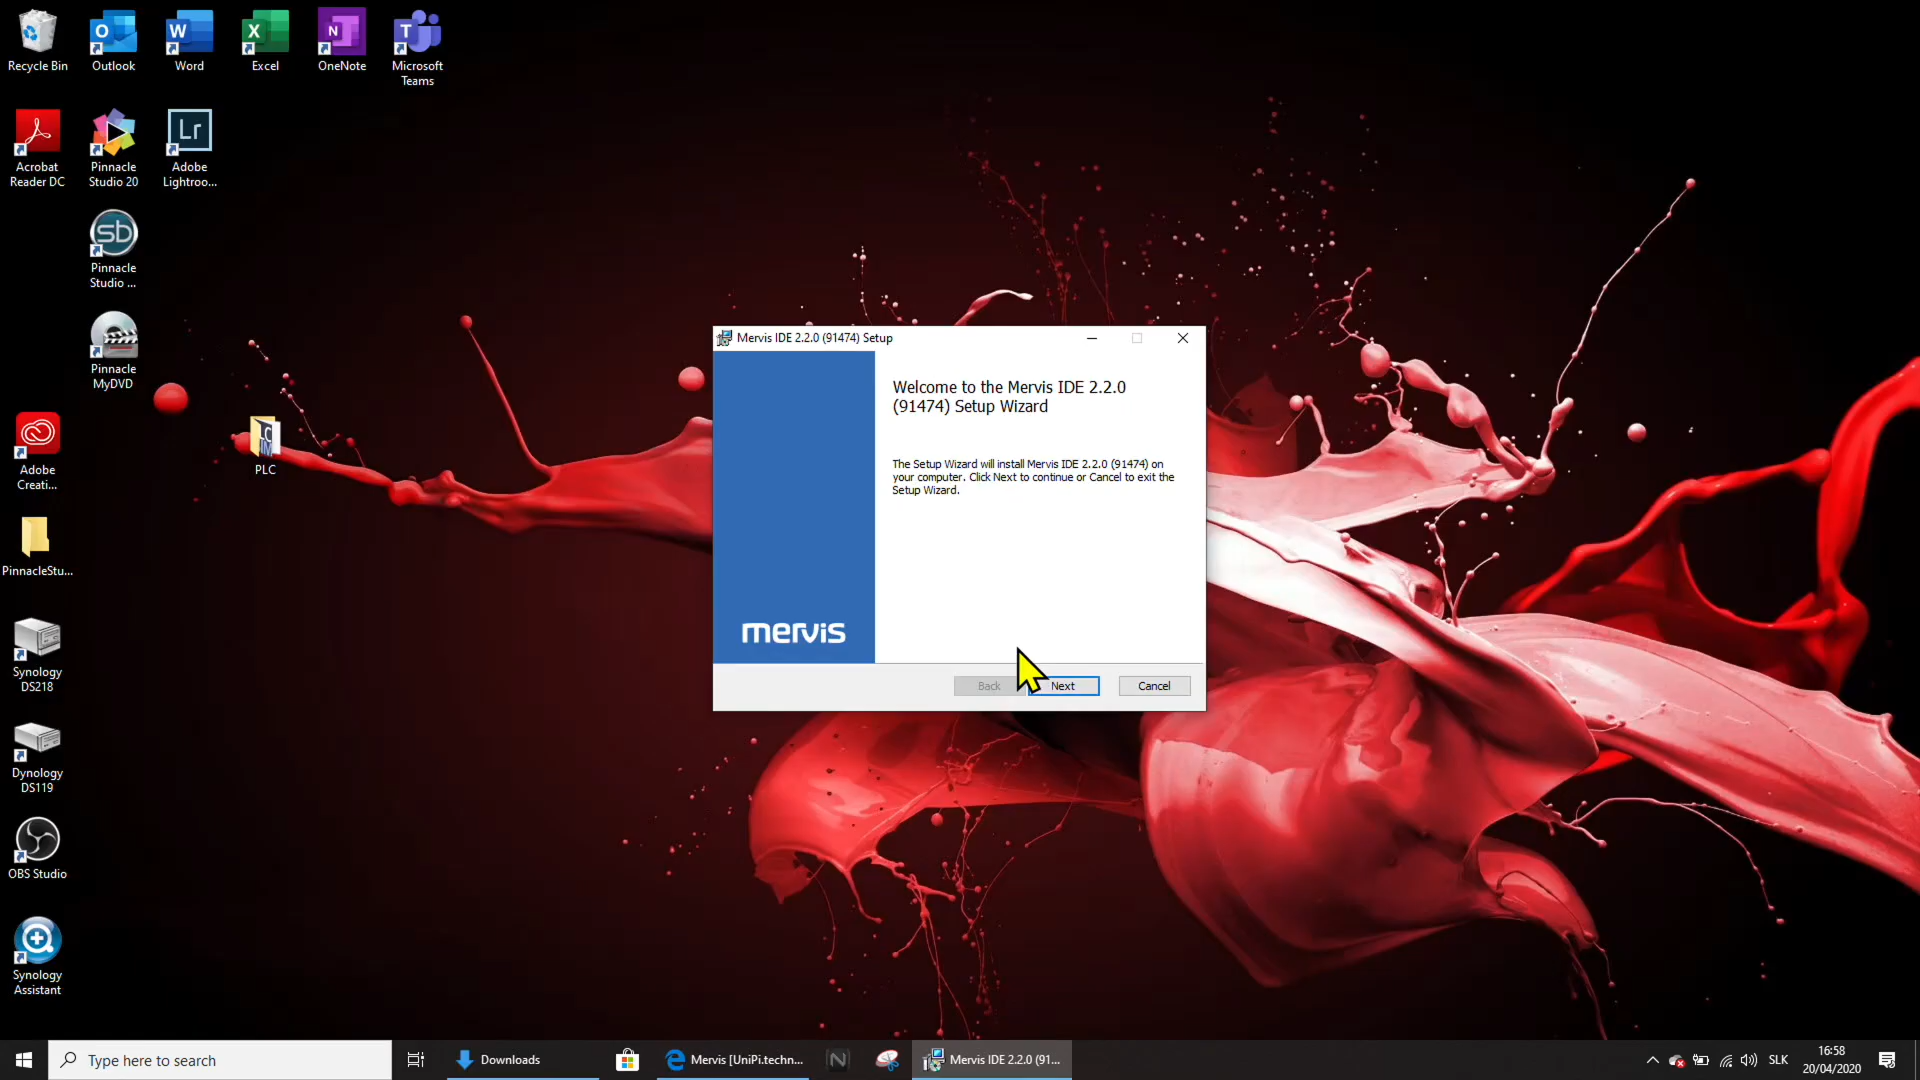 Recycle Bin
Outlook
Word
Excel
OneNote
Microsoft
Teams
Acrobat
Reader DC
Pinnacle
Studio 20
Lr
Adobe
Lightroo...
sb
Pinnacle
Studio ...
Pinnacle
MyDVD
PLC
Adobe
Creati...
PinnacleStu...
Synology
DS218
Dynology
DS119
OBS Studio
Synology
Assistant
Mervis IDE 2.2.0 (91474) Setup
Welcome to the Mervis IDE 2.2.0
(91474) Setup Wizard
The Setup Wizard will install Mervis IDE 2.2.0 (91474) on
your computer. Click Next to continue or Cancel to exit the
Setup Wizard.
mervis
Back
Next
Cancel
Type here to search
Downloads
Mervis [UniPi.techn...
Mervis IDE 2.2.0 (91...
SLK
16:58
20/04/2020